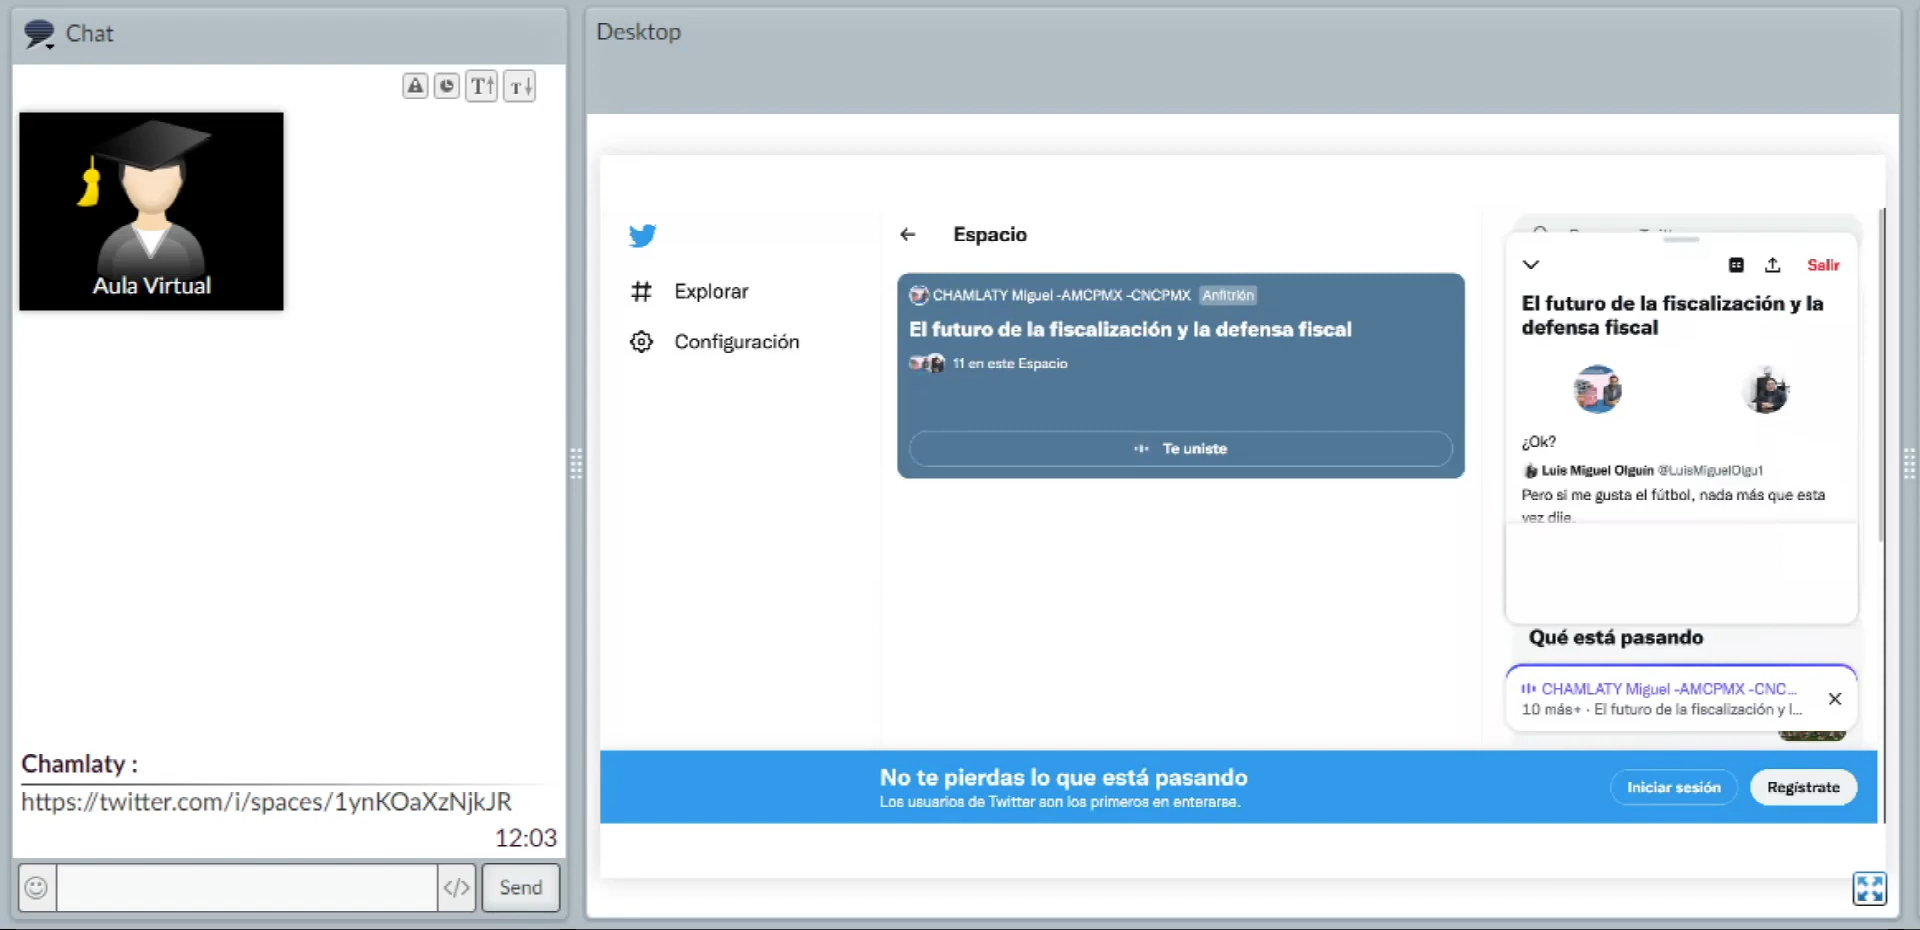 Chat
Aula Virtual
Chamlaty :
https://twitter.com/i/spaces/1ynKOaXzNjkJR
12:03
</>
Send
Desktop
Explorar
Configuración
Espacio
CHAMLATY Miguel -AMCPMX -CNCPMX Anfitrión
El futuro de la fiscalización y la defensa fiscal
11 en este Espacio
Te uniste
Salir
El futuro de la fiscalización y la
defensa fiscal
¿Ok?
Luis Miguel Olguín @LuisMiguelOlgu1
Pero si me gusta el fútbol, nada más que esta
vez dije.
Qué está pasando
CHAMLATY Miguel -AMCPMX -CNC...
10 más+ · El futuro de la fiscalización y l...
No te pierdas lo que está pasando
Los usuarios de Twitter son los primeros en enterarse.
Iniciar sesión
Regístrate